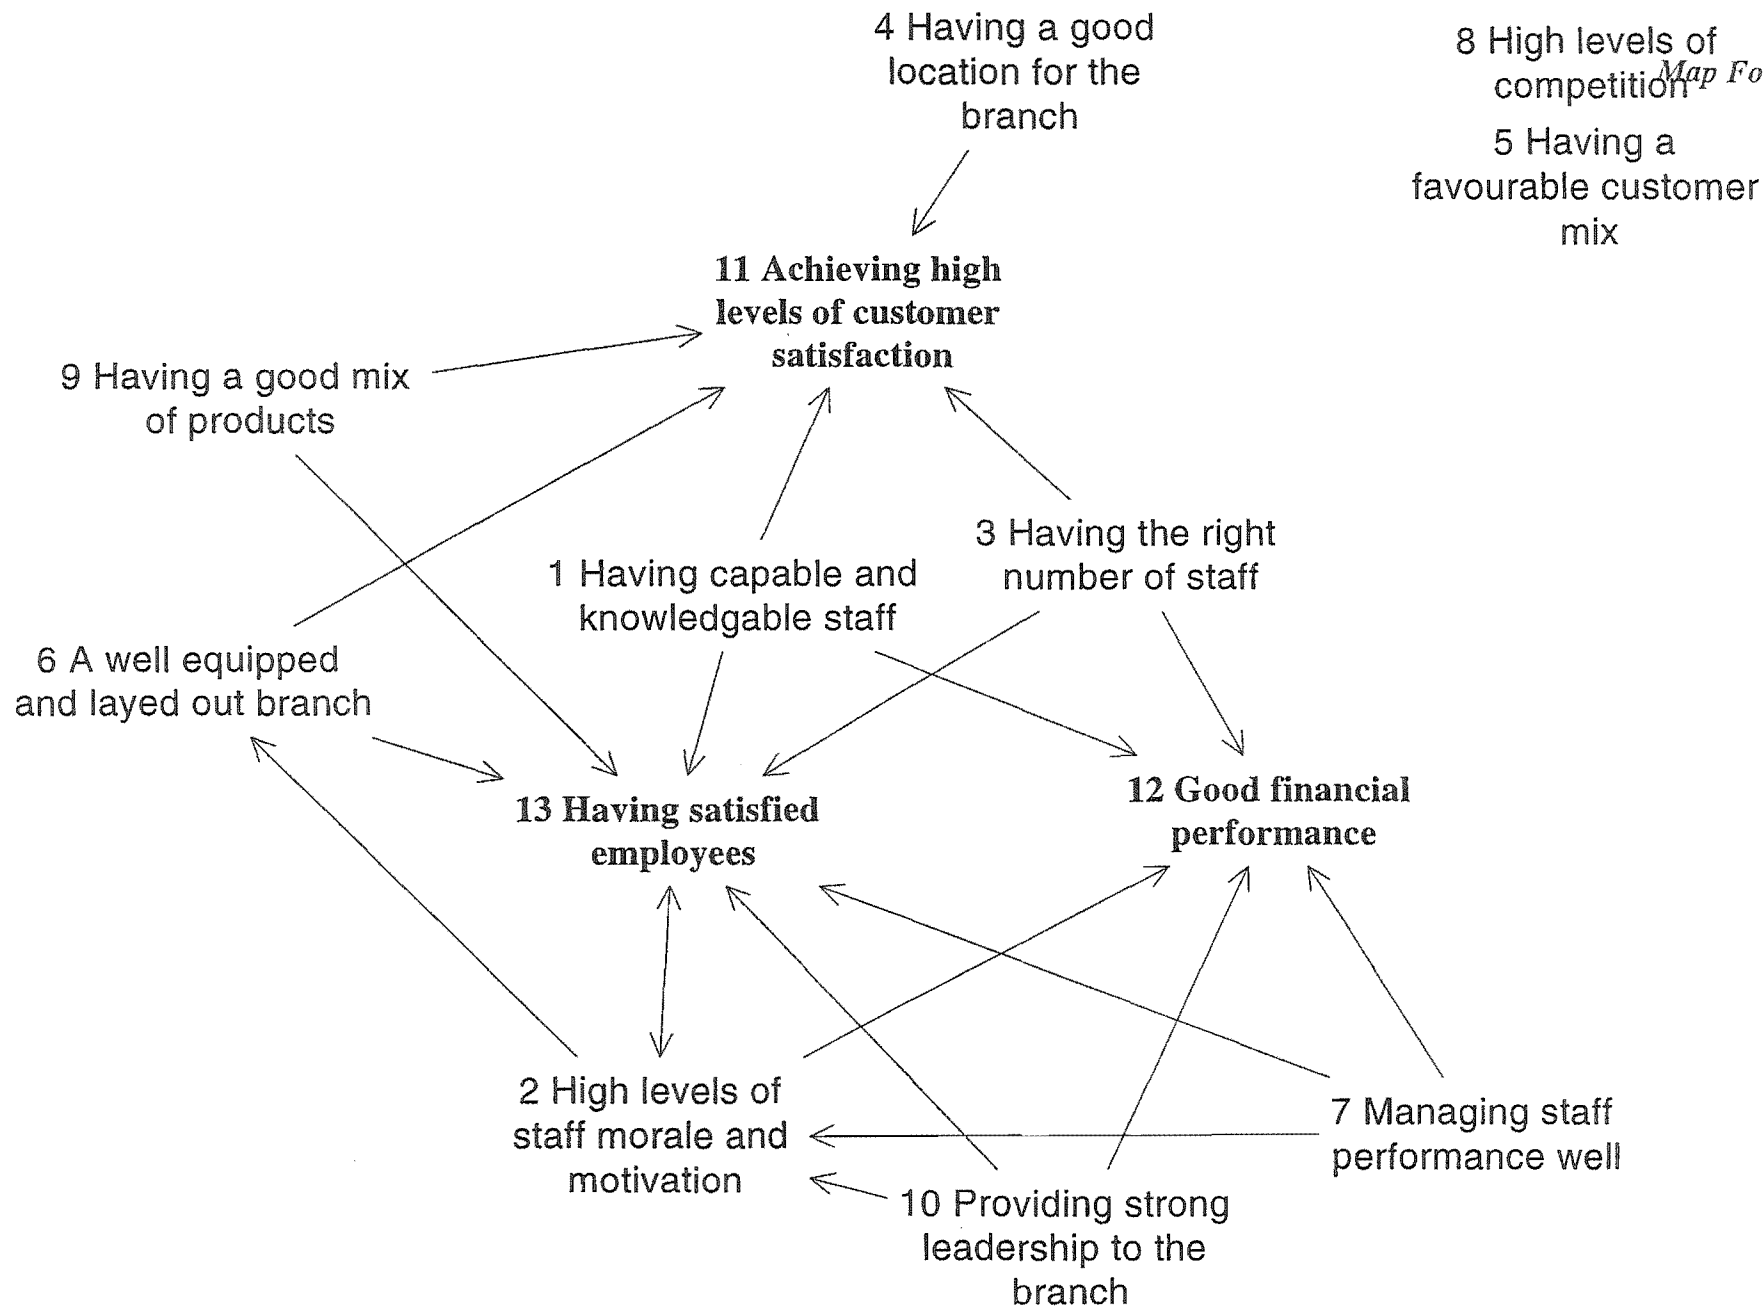 4 Having a good
location for the
branch
8 High levels of
competition
Map Fo
5 Having a
favourable customer
mix
11 Achieving high
levels of customer
satisfaction
9 Having a good mix
of products
3 Having the right
number of staff
1 Having capable and
knowledgable staff
6 A well equipped
and layed out branch
13 Having satisfied
employees
12 Good financial
performance
2 High levels of
staff morale and
motivation
7 Managing staff
performance well
10 Providing strong
leadership to the
branch